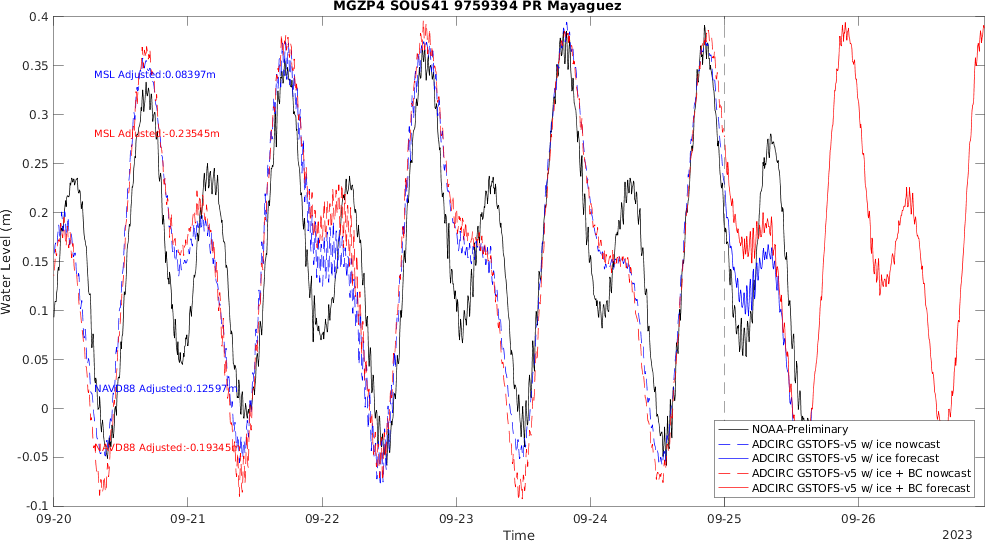 MGZP4 SOUS41 9759394 PR Mayaguez
0.4
0.35
0.3
0.25
0.2
0.15
0.1
0.05
0
-0.05
-0.1
Water Level (m)
MSL Adjusted:0.08397m
MSL Adjusted:-0.23545m
NAVD88 Adjusted:0.12597m
NAVD88 Adjusted:-0.19345m
NOAA-Preliminary
ADCIRC GSTOFS-v5 w/ ice nowcast
ADCIRC GSTOFS-v5 w/ ice forecast
ADCIRC GSTOFS-v5 w/ ice + BC nowcast
ADCIRC GSTOFS-v5 w/ ice + BC forecast
09-20 09-21 09-22 09-23 09-24 09-25 09-26
Time
2023